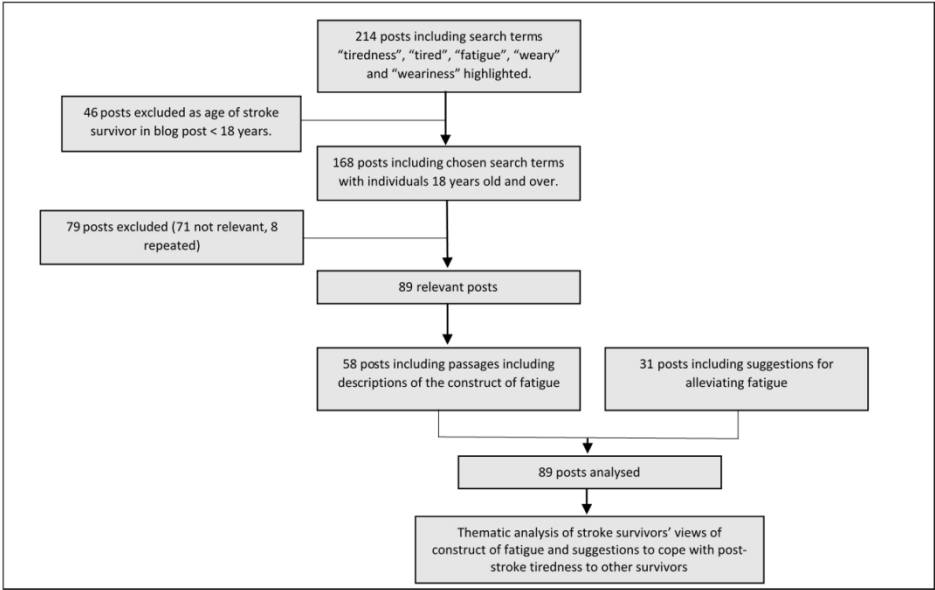 214 posts including search terms
“tiredness”, “tired”, “fatigue”, “weary”
and “weariness” highlighted.
46 posts excluded as age of stroke
survivor in blog post < 18 years.
168 posts including chosen search terms
with individuals 18 years old and over.
79 posts excluded (71 not relevant, 8
repeated)
89 relevant posts
58 posts including passages including
descriptions of the construct of fatigue
31 posts including suggestions for
alleviating fatigue
89 posts analysed
Thematic analysis of stroke survivors’ views of
construct of fatigue and suggestions to cope with post-
stroke tiredness to other survivors